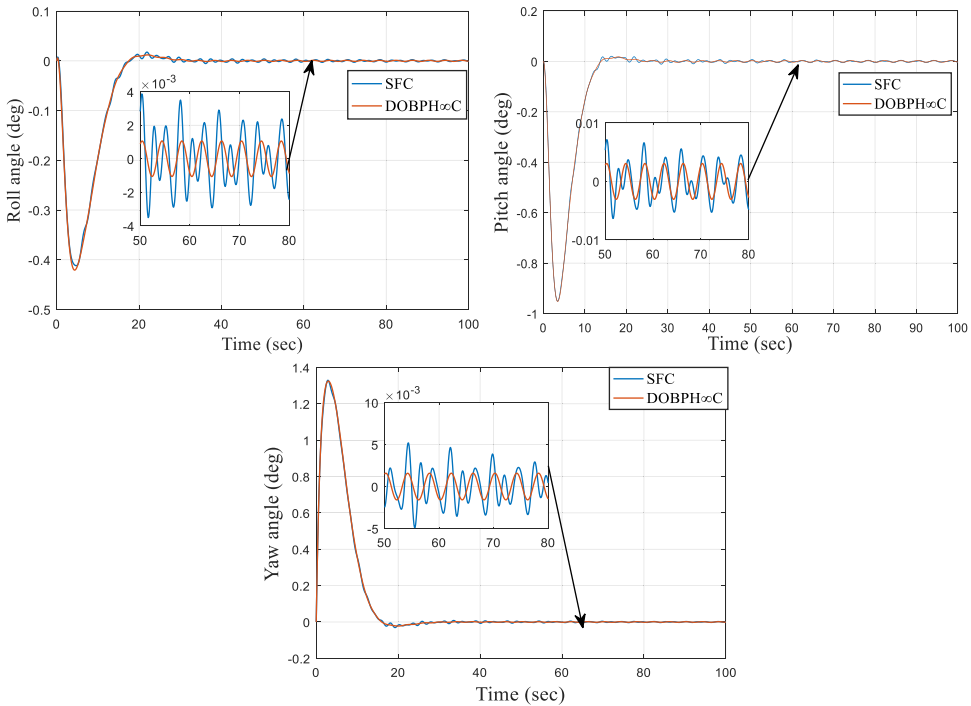 0.1
0
-0.1
-0.2
-0.3
-0.4
-0.5
0 20 40 60 80 100
Roll angle (deg)
Time (sec)
SFC
DOBPH∞C
× 10⁻³
4
2
0
-2
-4
50 60 70 80
0.2
0
-0.2
-0.4
-0.6
-0.8
-1
0 10 20 30 40 50 60 70 80 90 100
Pitch angle (deg)
Time (sec)
SFC
DOBPH∞C
0.01
0
-0.01
50 60 70 80
1.4
1.2
1
0.8
0.6
0.4
0.2
0
-0.2
0 20 40 60 80 100
Yaw angle (deg)
Time (sec)
SFC
DOBPH∞C
× 10⁻³
10
5
0
-5
50 60 70 80